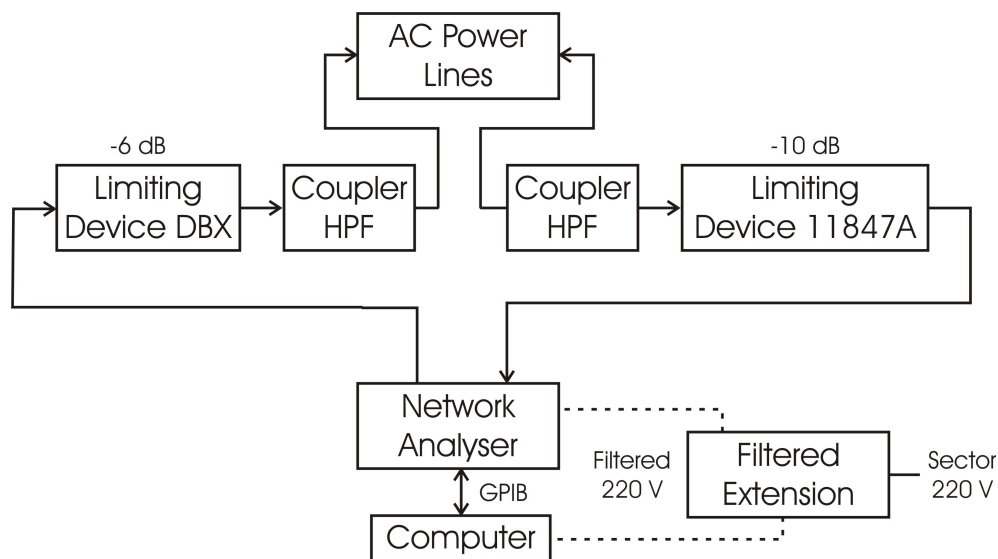 AC Power
Lines
-6 dB
-10 dB
Limiting
Device DBX
Coupler
HPF
Coupler
HPF
Limiting
Device 11847A
Network
Analyser
Filtered
220 V
Filtered
Extension
Sector
220 V
GPIB
Computer